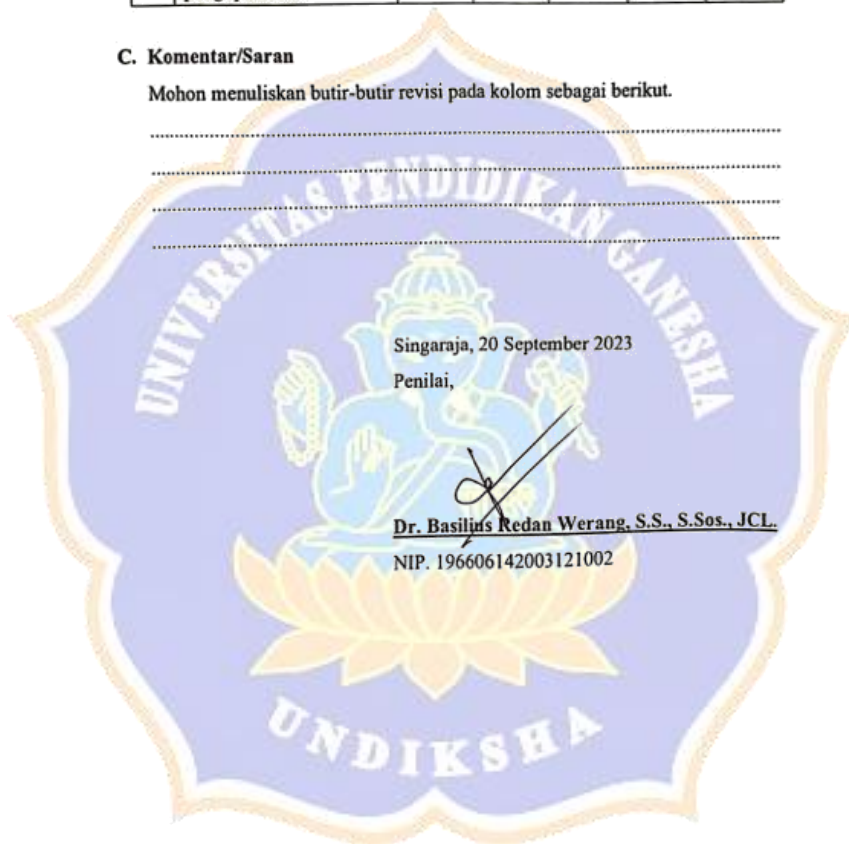 C. Komentar/Saran
Mohon menuliskan butir-butir revisi pada kolom sebagai berikut.
UNIVERSITAS PENDIDIKAN GANESHA
Singaraja, 20 September 2023
Penilai,
Dr. Basilius Redan Werang, S.S., S.Sos., JCL.
NIP. 196606142003121002
UNDIKSHA